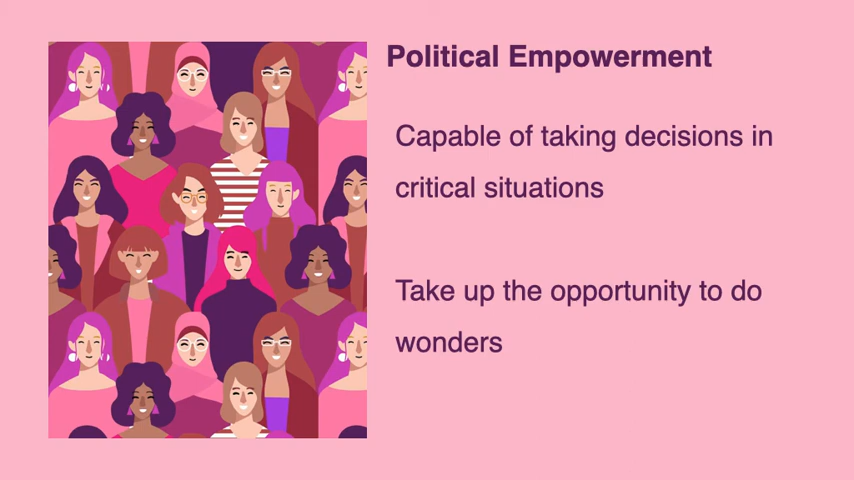 Political Empowerment
Capable of taking decisions in
critical situations
Take up the opportunity to do
wonders